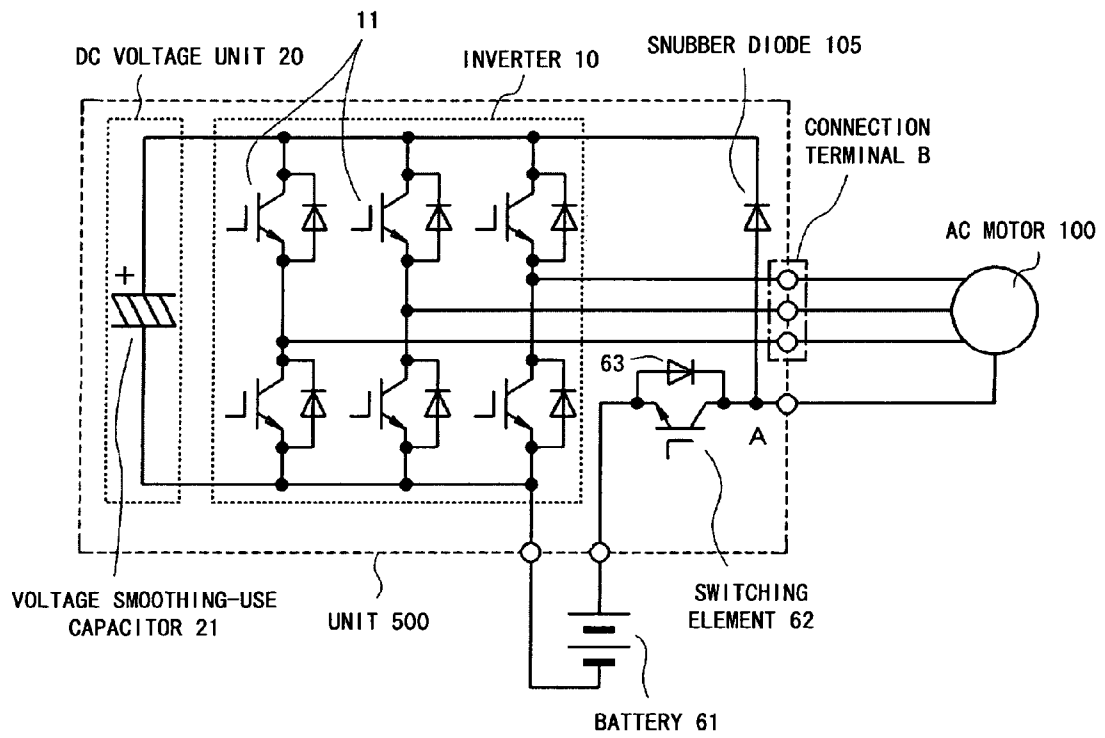 11
DC VOLTAGE UNIT 20
INVERTER 10
SNUBBER DIODE 105
CONNECTION
TERMINAL B
AC MOTOR 100
+
63
A
VOLTAGE SMOOTHING-USE
CAPACITOR 21
UNIT 500
SWITCHING
ELEMENT 62
BATTERY 61